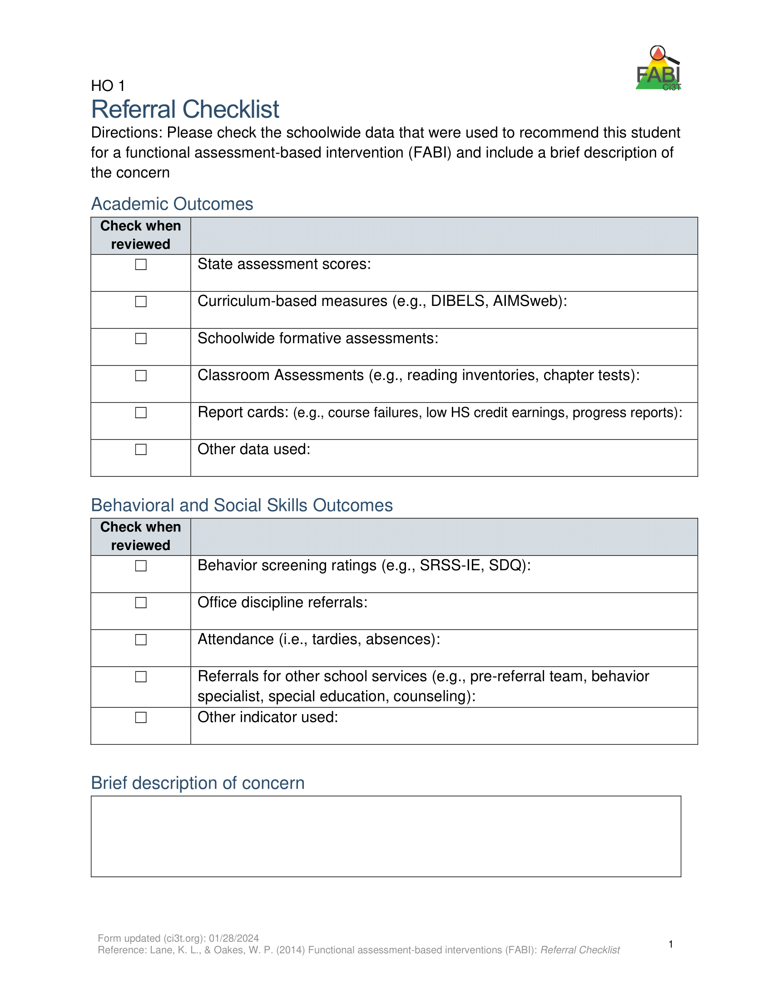 FABI
Ci3T
HO 1
Referral Checklist
Directions: Please check the schoolwide data that were used to recommend this student
for a functional assessment-based intervention (FABI) and include a brief description of
the concern
Academic Outcomes
Check when
reviewed
☐ State assessment scores:
☐ Curriculum-based measures (e.g., DIBELS, AIMSweb):
☐ Schoolwide formative assessments:
☐ Classroom Assessments (e.g., reading inventories, chapter tests):
☐ Report cards: (e.g., course failures, low HS credit earnings, progress reports):
☐ Other data used:
Behavioral and Social Skills Outcomes
Check when
reviewed
☐ Behavior screening ratings (e.g., SRSS-IE, SDQ):
☐ Office discipline referrals:
☐ Attendance (i.e., tardies, absences):
☐ Referrals for other school services (e.g., pre-referral team, behavior
specialist, special education, counseling):
☐ Other indicator used:
Brief description of concern
Form updated (ci3t.org): 01/28/2024
Reference: Lane, K. L., & Oakes, W. P. (2014) Functional assessment-based interventions (FABI): Referral Checklist
1